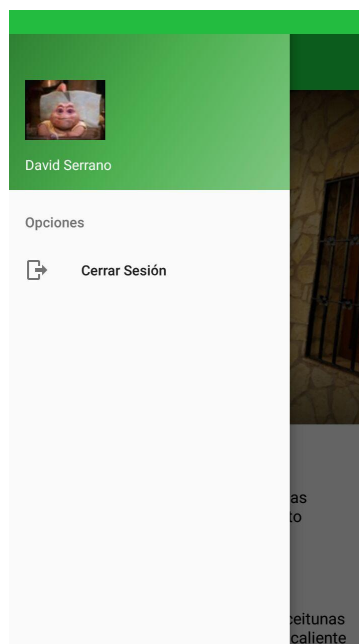 David Serrano
Opciones
Cerrar Sesión
as
to
ceitunas
caliente